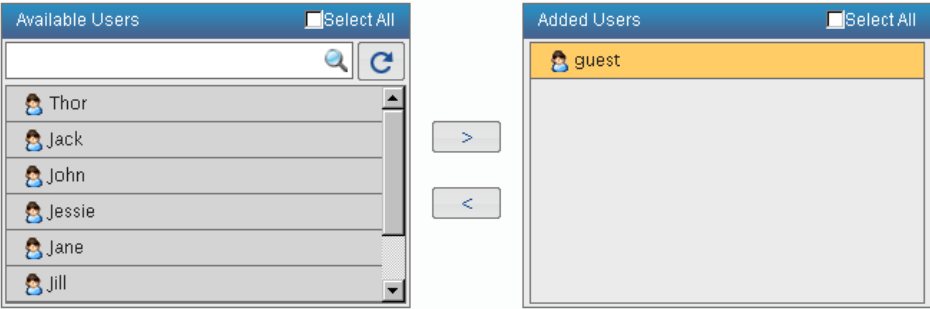 Available Users
Select All
Thor
Jack
John
Jessie
Jane
Jill
>
<
Added Users
Select All
guest